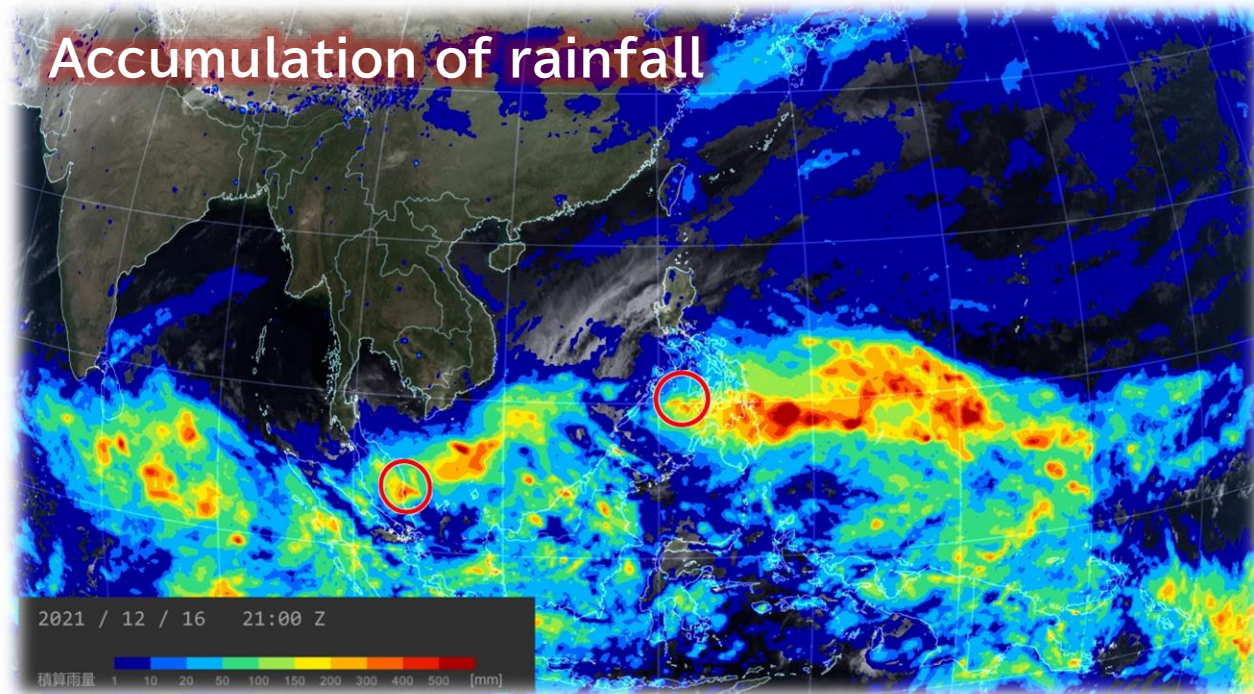 Accumulation of rainfall
2021 / 12 / 16 21:00 Z
積算雨量 1 10 20 50 100 150 200 300 400 500 [mm]